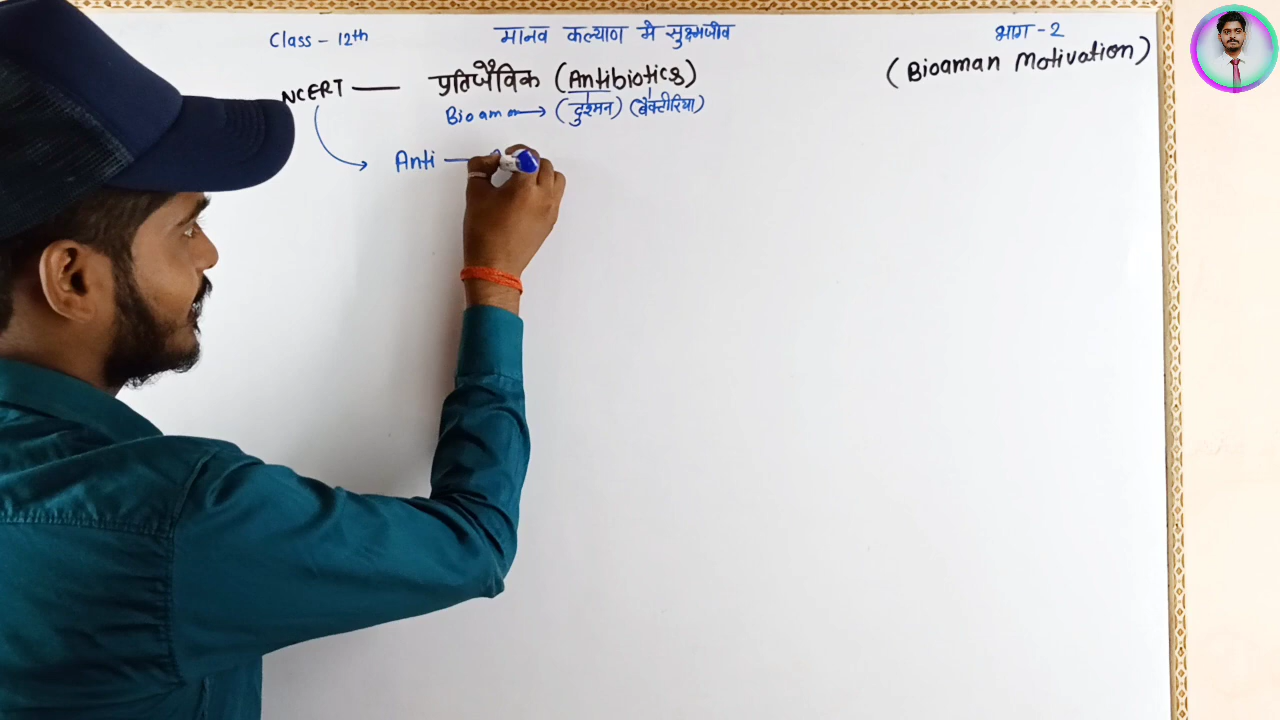 Class - 12th मानव कल्याण मे सुक्ष्मजीव भाग - 2
(Bioaman Motivation)
NCERT — प्रतिजैविक (Antibiotics)
Bioaman → (दुश्मन) (बैक्टीरिया)
Anti —